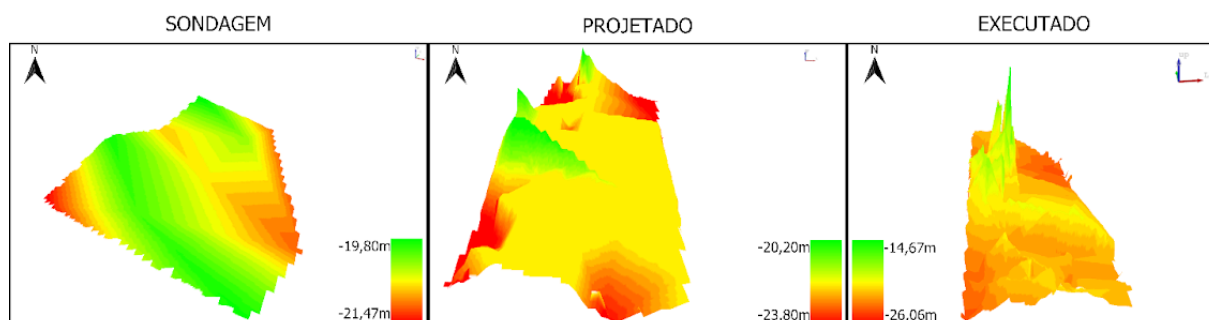 SONDAGEM
PROJETADO
EXECUTADO
N
N
N
-19,80m
-21,47m
-20,20m
-23.80m
-14,67m
-26.06m